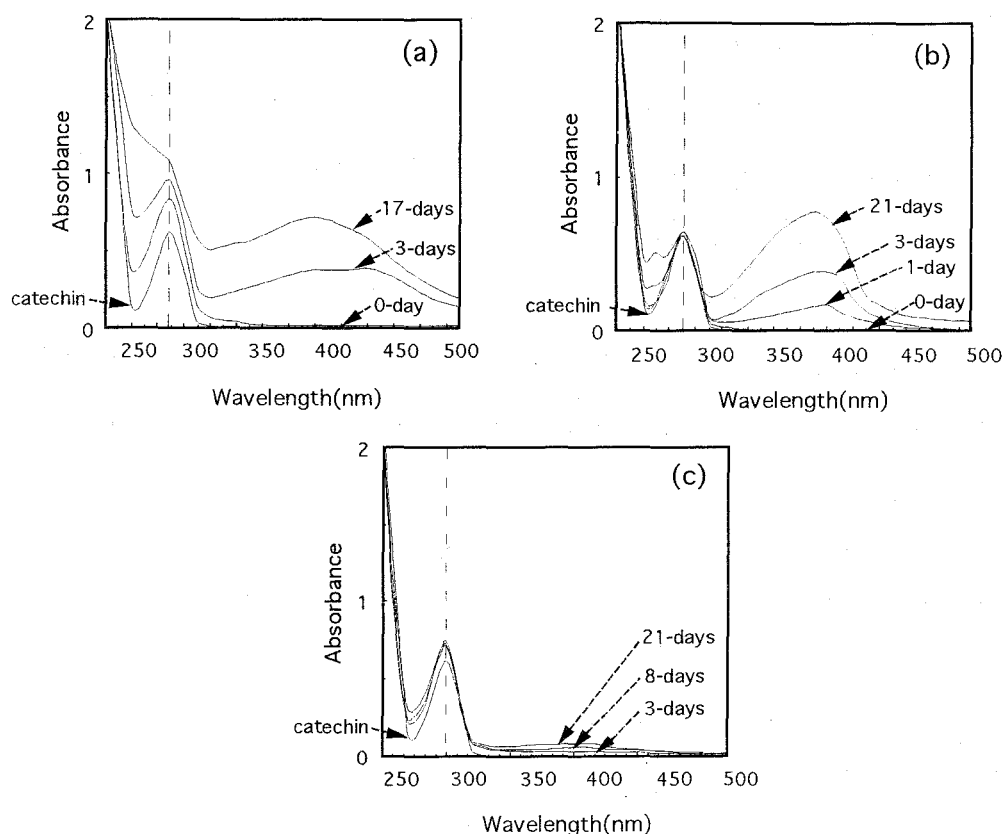 2
(a)
Absorbance
1
17-days
3-days
catechin
0-day
0
250 300 350 400 450 500
Wavelength(nm)
2
(b)
Absorbance
1
21-days
3-days
1-day
catechin
0-day
0
250 300 350 400 450 500
Wavelength(nm)
2
(c)
Absorbance
1
21-days
8-days
3-days
catechin
0
250 300 350 400 450 500
Wavelength(nm)